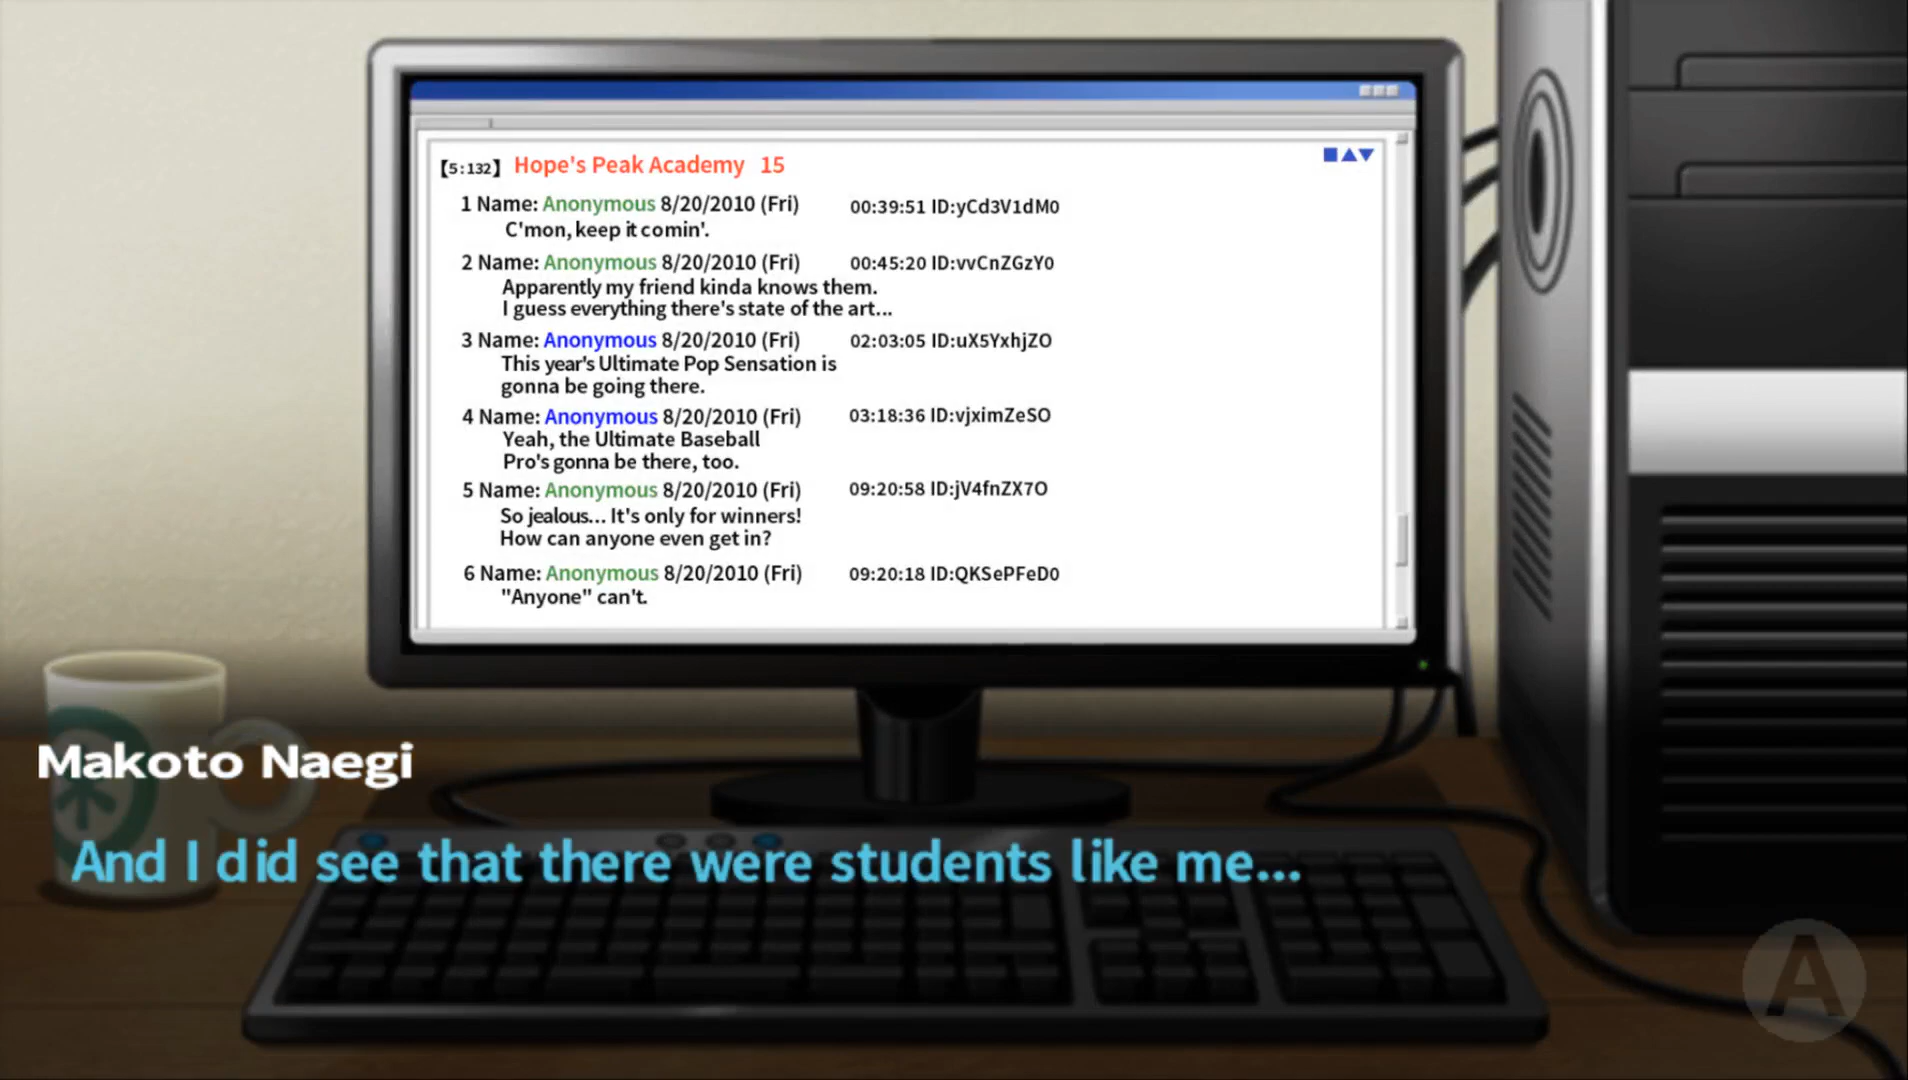 【5:132】 Hope's Peak Academy 15
1 Name: Anonymous 8/20/2010 (Fri) 00:39:51 ID:yCd3V1dM0
C'mon, keep it comin'.
2 Name: Anonymous 8/20/2010 (Fri) 00:45:20 ID:vvCnZGzY0
Apparently my friend kinda knows them.
I guess everything there's state of the art...
3 Name: Anonymous 8/20/2010 (Fri) 02:03:05 ID:uX5YxhjZO
This year's Ultimate Pop Sensation is
gonna be going there.
4 Name: Anonymous 8/20/2010 (Fri) 03:18:36 ID:vjximZeSO
Yeah, the Ultimate Baseball
Pro's gonna be there, too.
5 Name: Anonymous 8/20/2010 (Fri) 09:20:58 ID:jV4fnZX7O
So jealous... It's only for winners!
How can anyone even get in?
6 Name: Anonymous 8/20/2010 (Fri) 09:20:18 ID:QKSePFeD0
"Anyone" can't.
Makoto Naegi
And I did see that there were students like me...
A